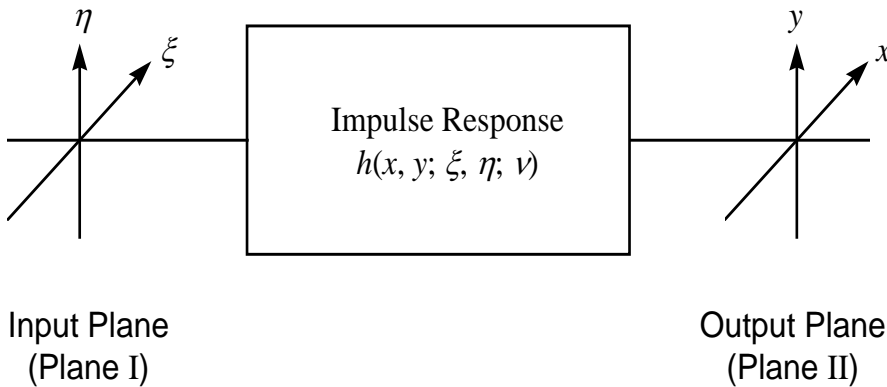 η
ξ
y
x
Impulse Response
h(x, y; ξ, η; ν)
Input Plane
(Plane I)
Output Plane
(Plane II)